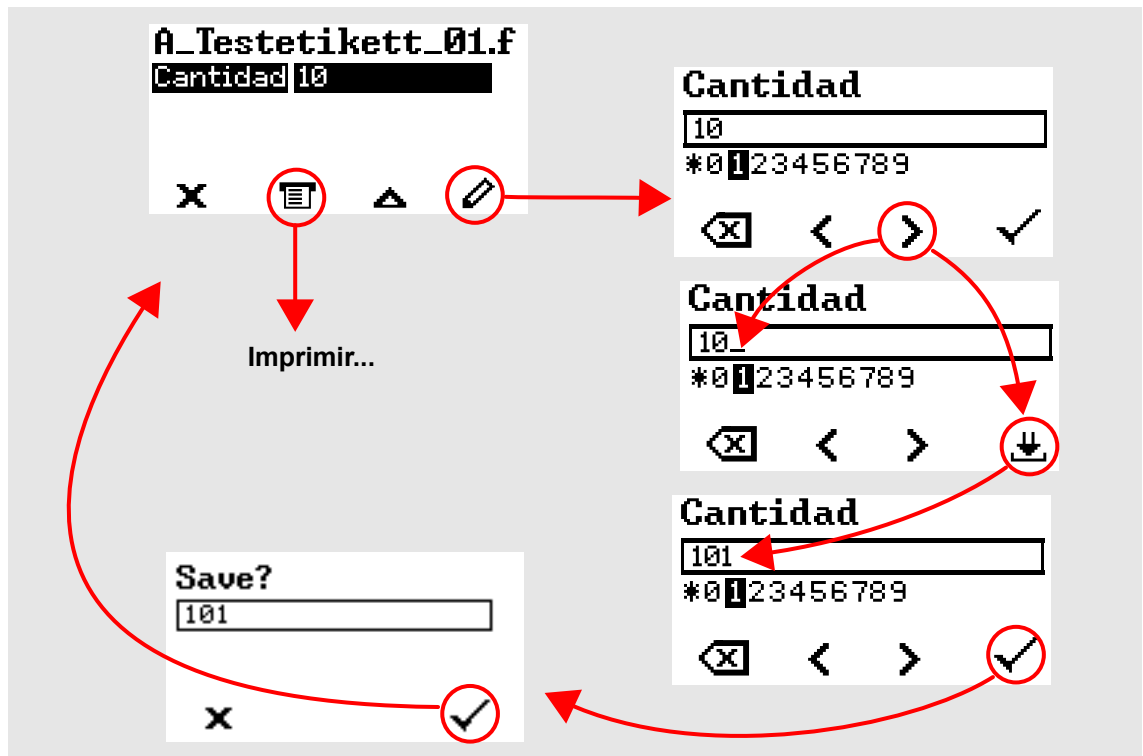 A_Testetikett_01.f
Cantidad 10
Imprimir...
Cantidad
10
*0123456789
Cantidad
10_
*0123456789
Cantidad
101
*0123456789
Save?
101